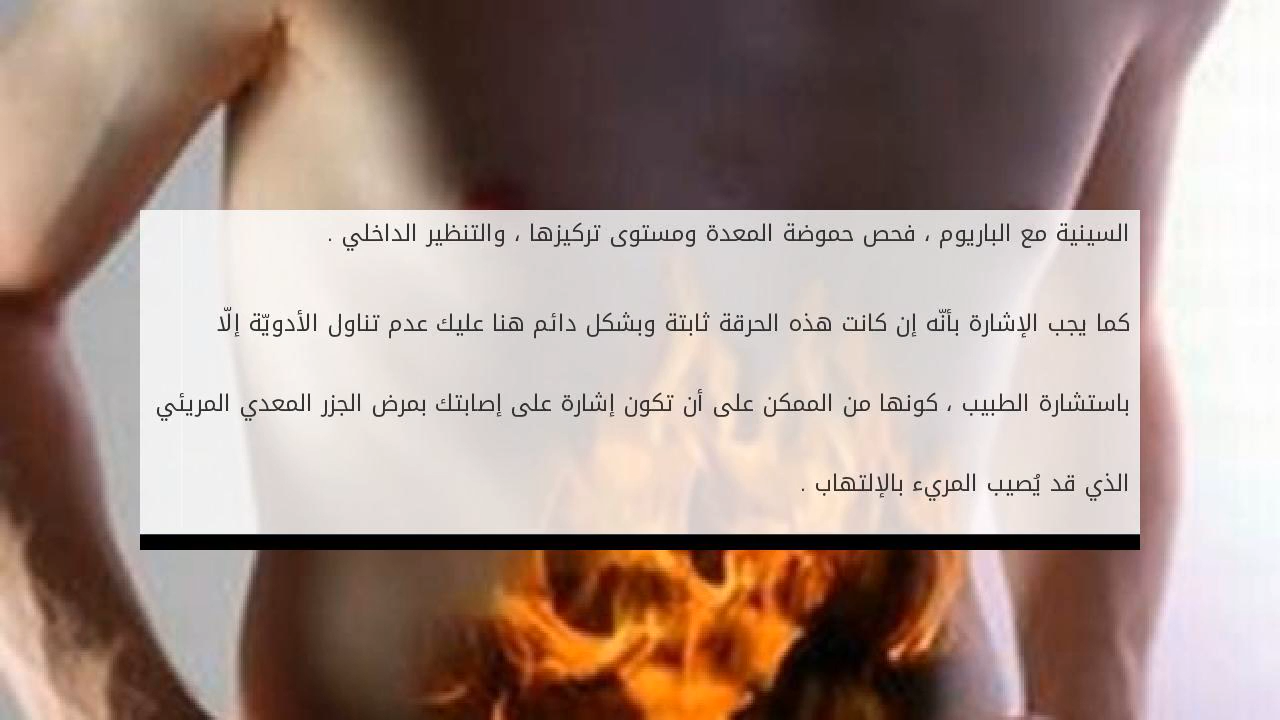 السينية مع الباريوم ، فحص حموضة المعدة ومستوى تركيزها ، والتنظير الداخلي .
كما يجب الإشارة بأنّه إن كانت هذه الحرقة ثابتة وبشكل دائم هنا عليك عدم تناول الأدويّة إلّا
باستشارة الطبيب ، كونها من الممكن على أن تكون إشارة على إصابتك بمرض الجزر المعدي المريئي
الذي قد يُصيب المريء بالإلتهاب .